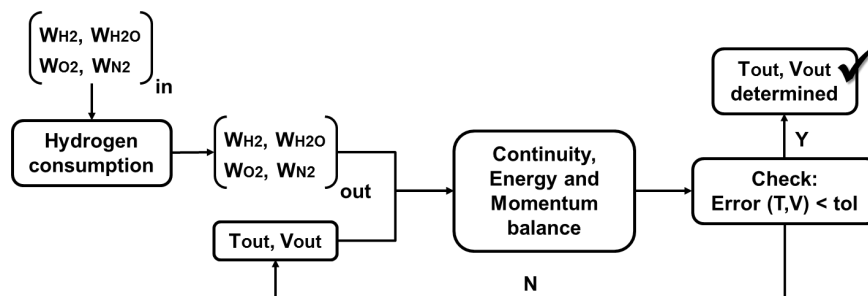 WH2, WH2O
WO2, WN2
in
Hydrogen
consumption
WH2, WH2O
WO2, WN2
out
Tout, Vout
Continuity,
Energy and
Momentum
balance
Check:
Error (T,V) < tol
Y
Tout, Vout
determined
N